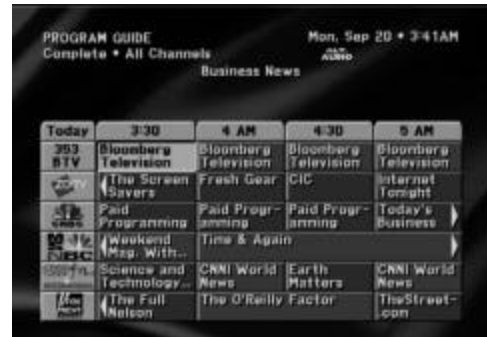 PROGRAM GUIDE
Mon, Sep 20 • 3:41AM
Complete • All Channels
ALT. AUDIO
Business News
Today 3:30 4 AM 4:30 5 AM
353 BTV
Bloomberg Television
Bloomberg Television
Bloomberg Television
Bloomberg Television
The Screen Savers
Fresh Gear
CIC
Internet Tonight
Paid Programming
Paid Progr-amming
Paid Progr-amming
Today's Business
Weekend Mag. With..
Time & Again
Science and Technology..
CNNI World News
Earth Matters
CNNI World News
The Full Nelson
The O'Reilly Factor
TheStreet-.com